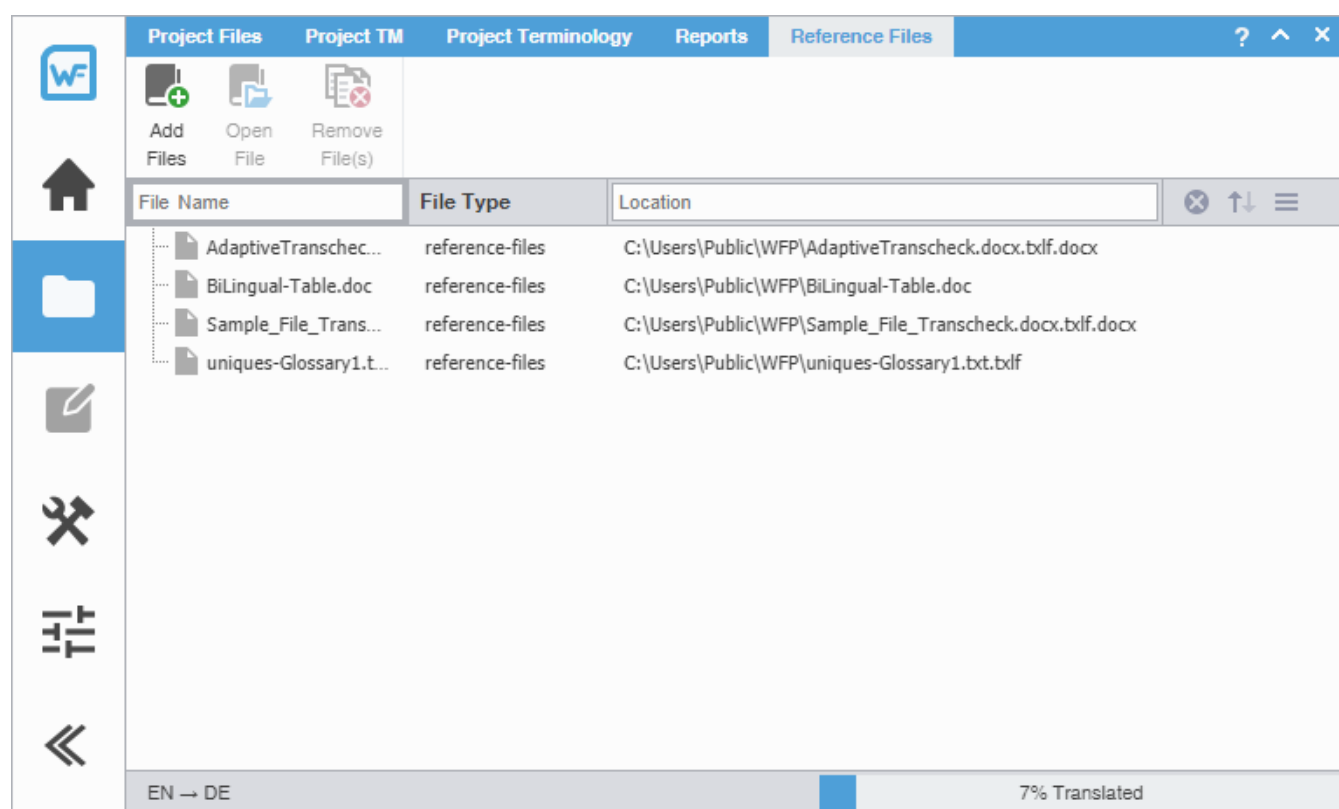 Project Files Project TM Project Terminology Reports Reference Files ? ^ ×
WF
Add Files
Open File
Remove File(s)
File Name File Type Location
AdaptiveTranschec... reference-files C:\Users\Public\WFP\AdaptiveTranscheck.docx.txlf.docx
BiLingual-Table.doc reference-files C:\Users\Public\WFP\BiLingual-Table.doc
Sample_File_Trans... reference-files C:\Users\Public\WFP\Sample_File_Transcheck.docx.txlf.docx
uniques-Glossary1.t... reference-files C:\Users\Public\WFP\uniques-Glossary1.txt.txlf
EN → DE 7% Translated